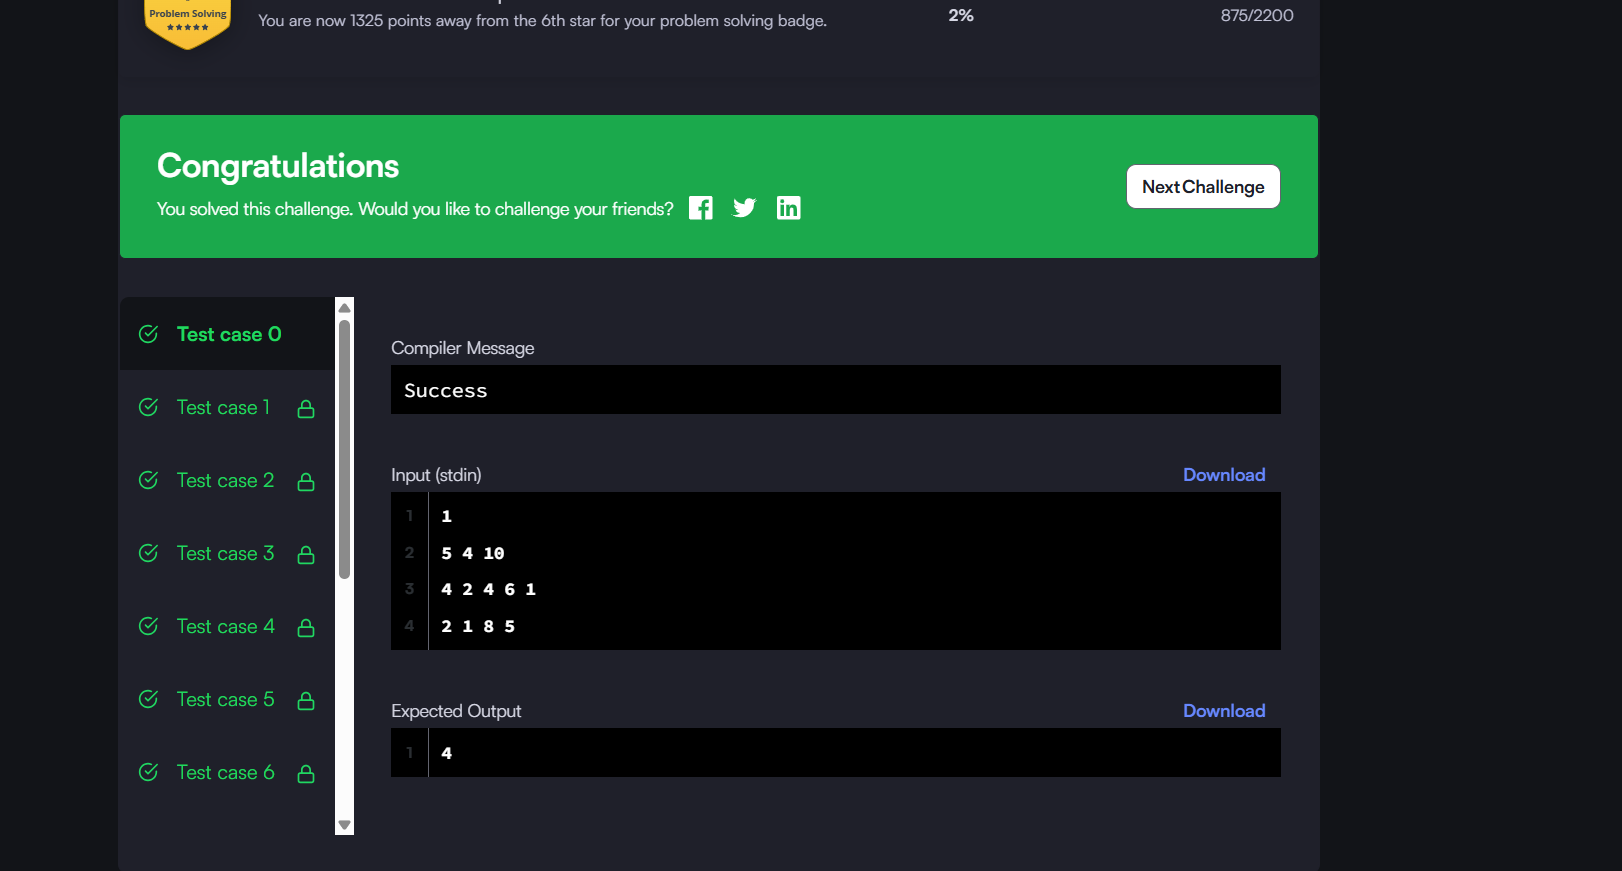 Problem Solving
You are now 1325 points away from the 6th star for your problem solving badge.
2%
875/2200
Congratulations
You solved this challenge. Would you like to challenge your friends?
Next Challenge
Test case 0
Test case 1
Test case 2
Test case 3
Test case 4
Test case 5
Test case 6
Compiler Message
Success
Input (stdin)
Download
1 1
2 5 4 10
3 4 2 4 6 1
4 2 1 8 5
Expected Output
Download
1 4